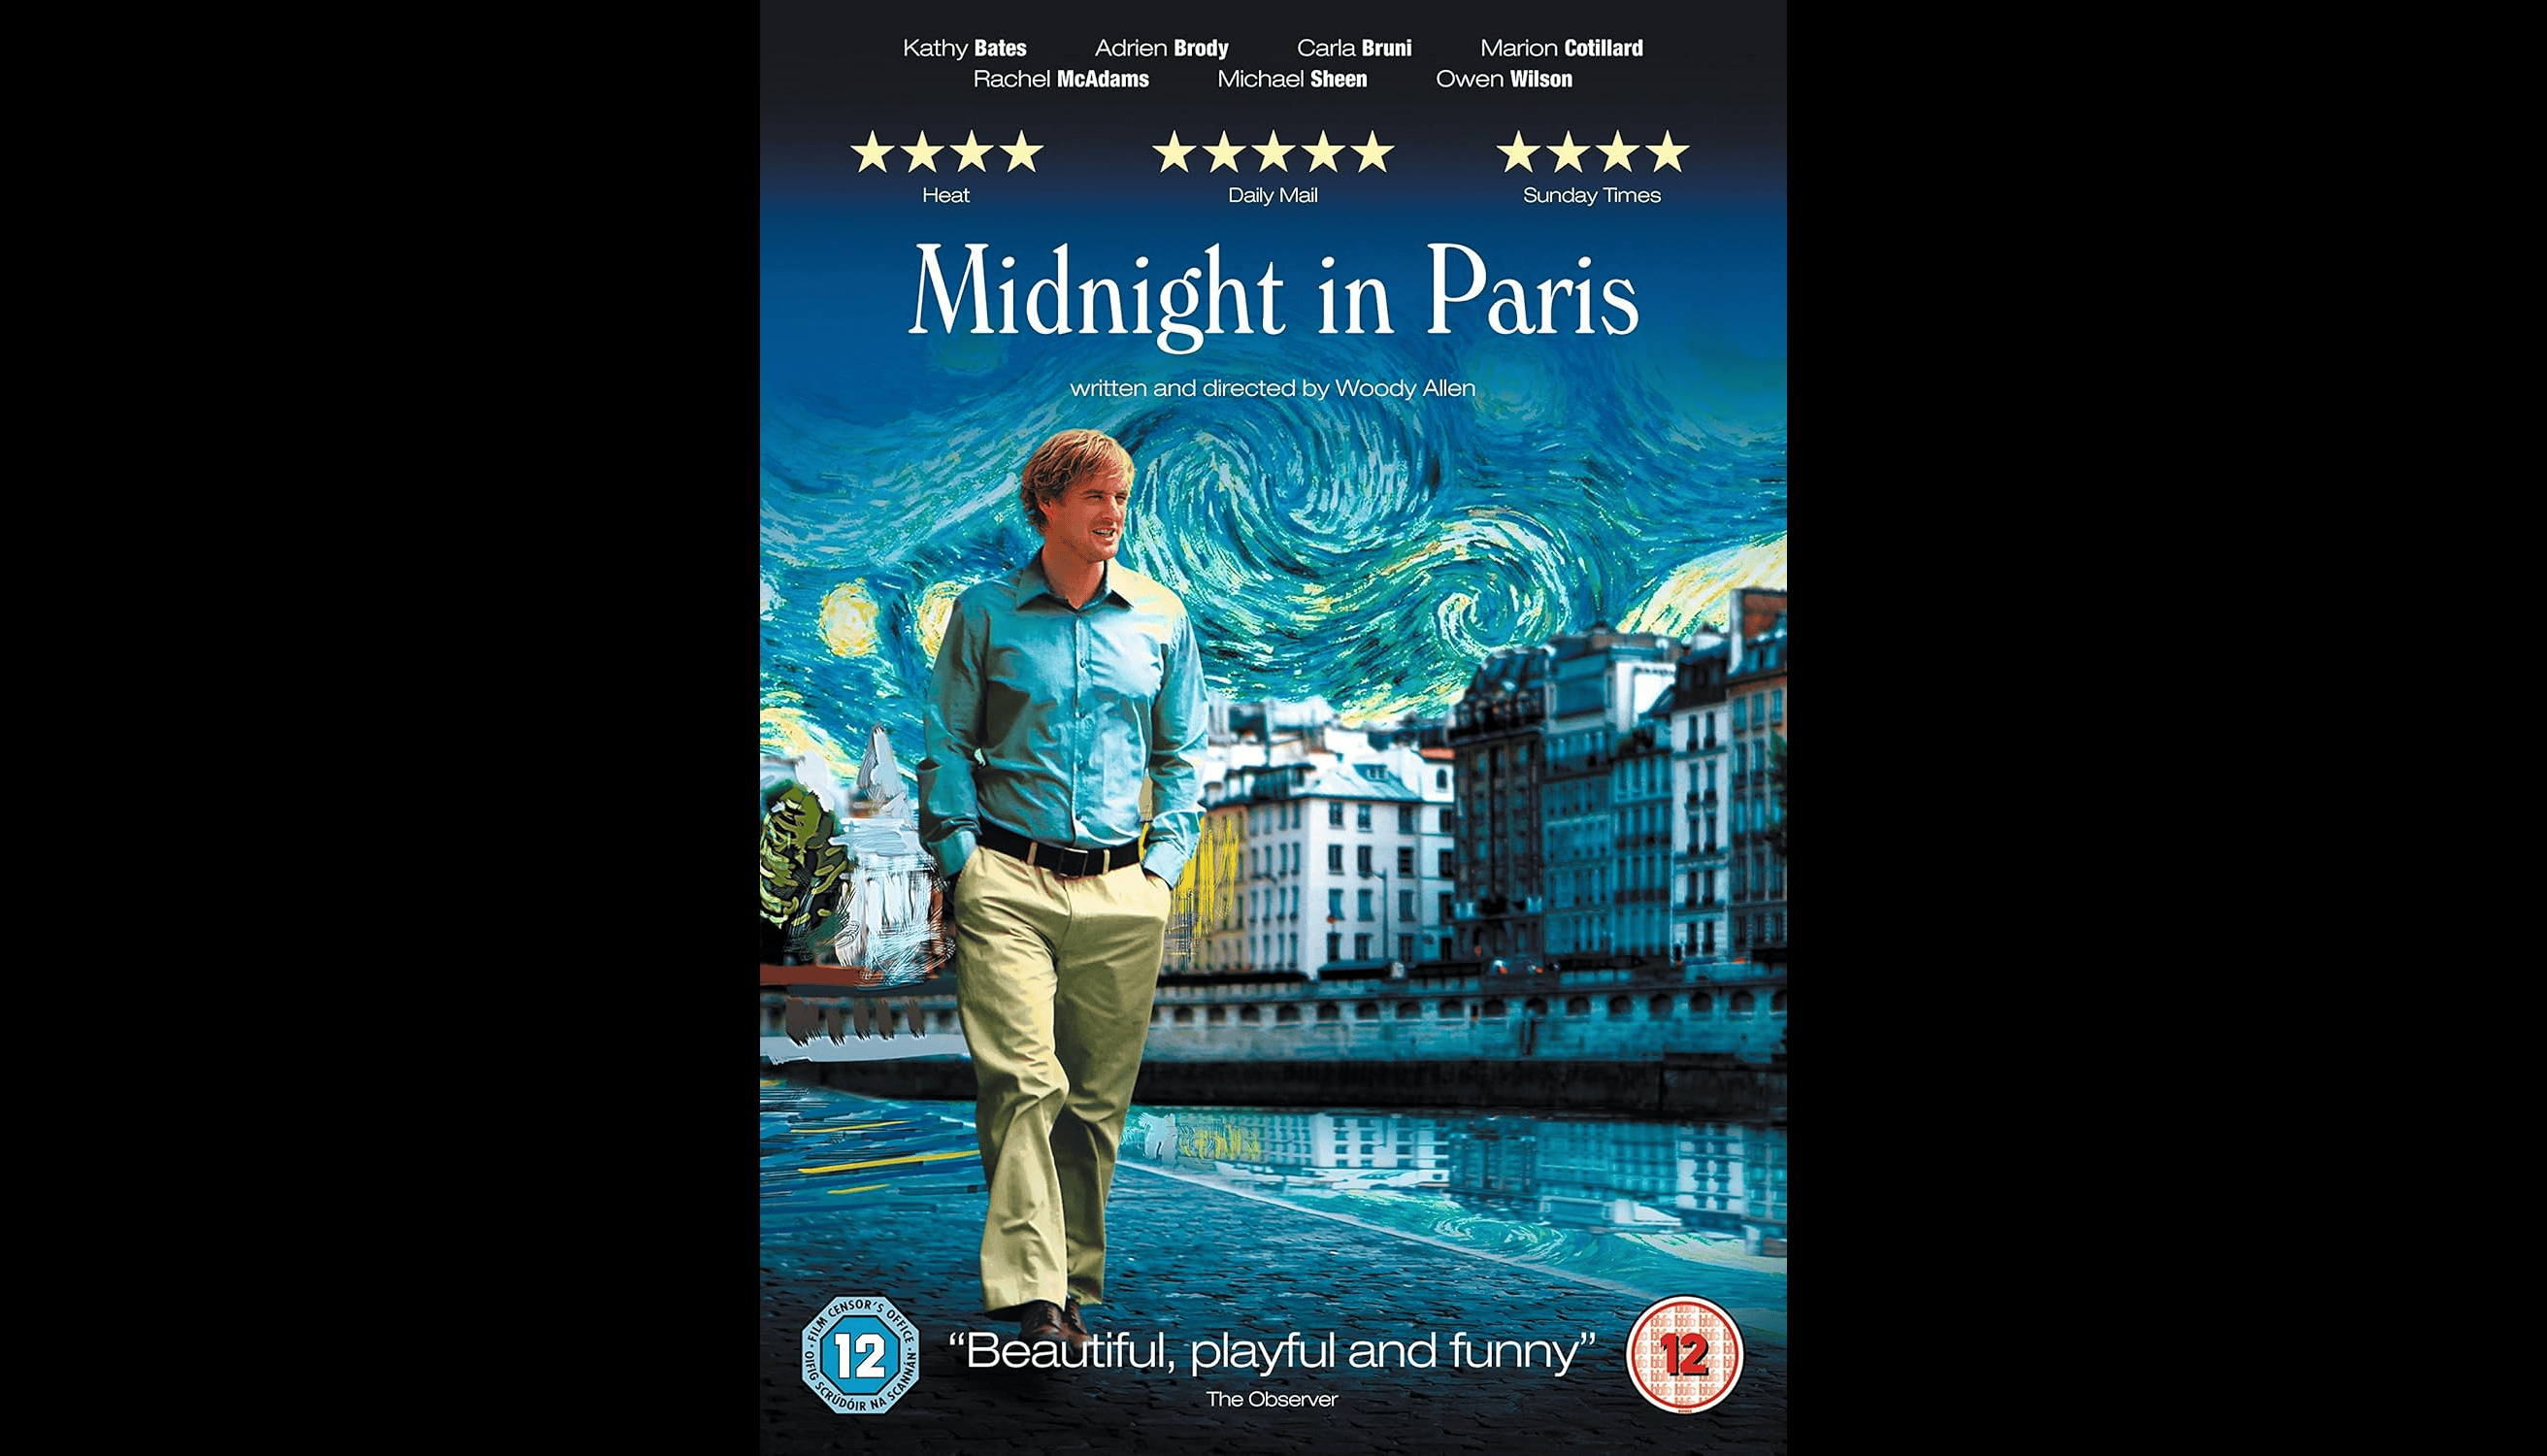 Kathy Bates Adrien Brody Carla Bruni Marion Cotillard
Rachel McAdams Michael Sheen Owen Wilson
Heat Daily Mail Sunday Times
Midnight in Paris
written and directed by Woody Allen
FILM CENSOR'S OFFICE
12
OIFIG SCRÚDÓIR NA SCANNÁN
"Beautiful, playful and funny"
The Observer
12